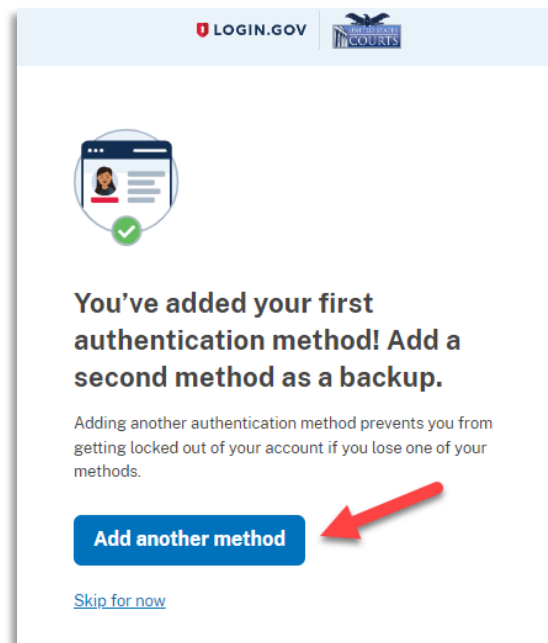 LOGIN.GOV
UNITED STATES
COURTS
You’ve added your first
authentication method! Add a
second method as a backup.
Adding another authentication method prevents you from
getting locked out of your account if you lose one of your
methods.
Add another method
Skip for now